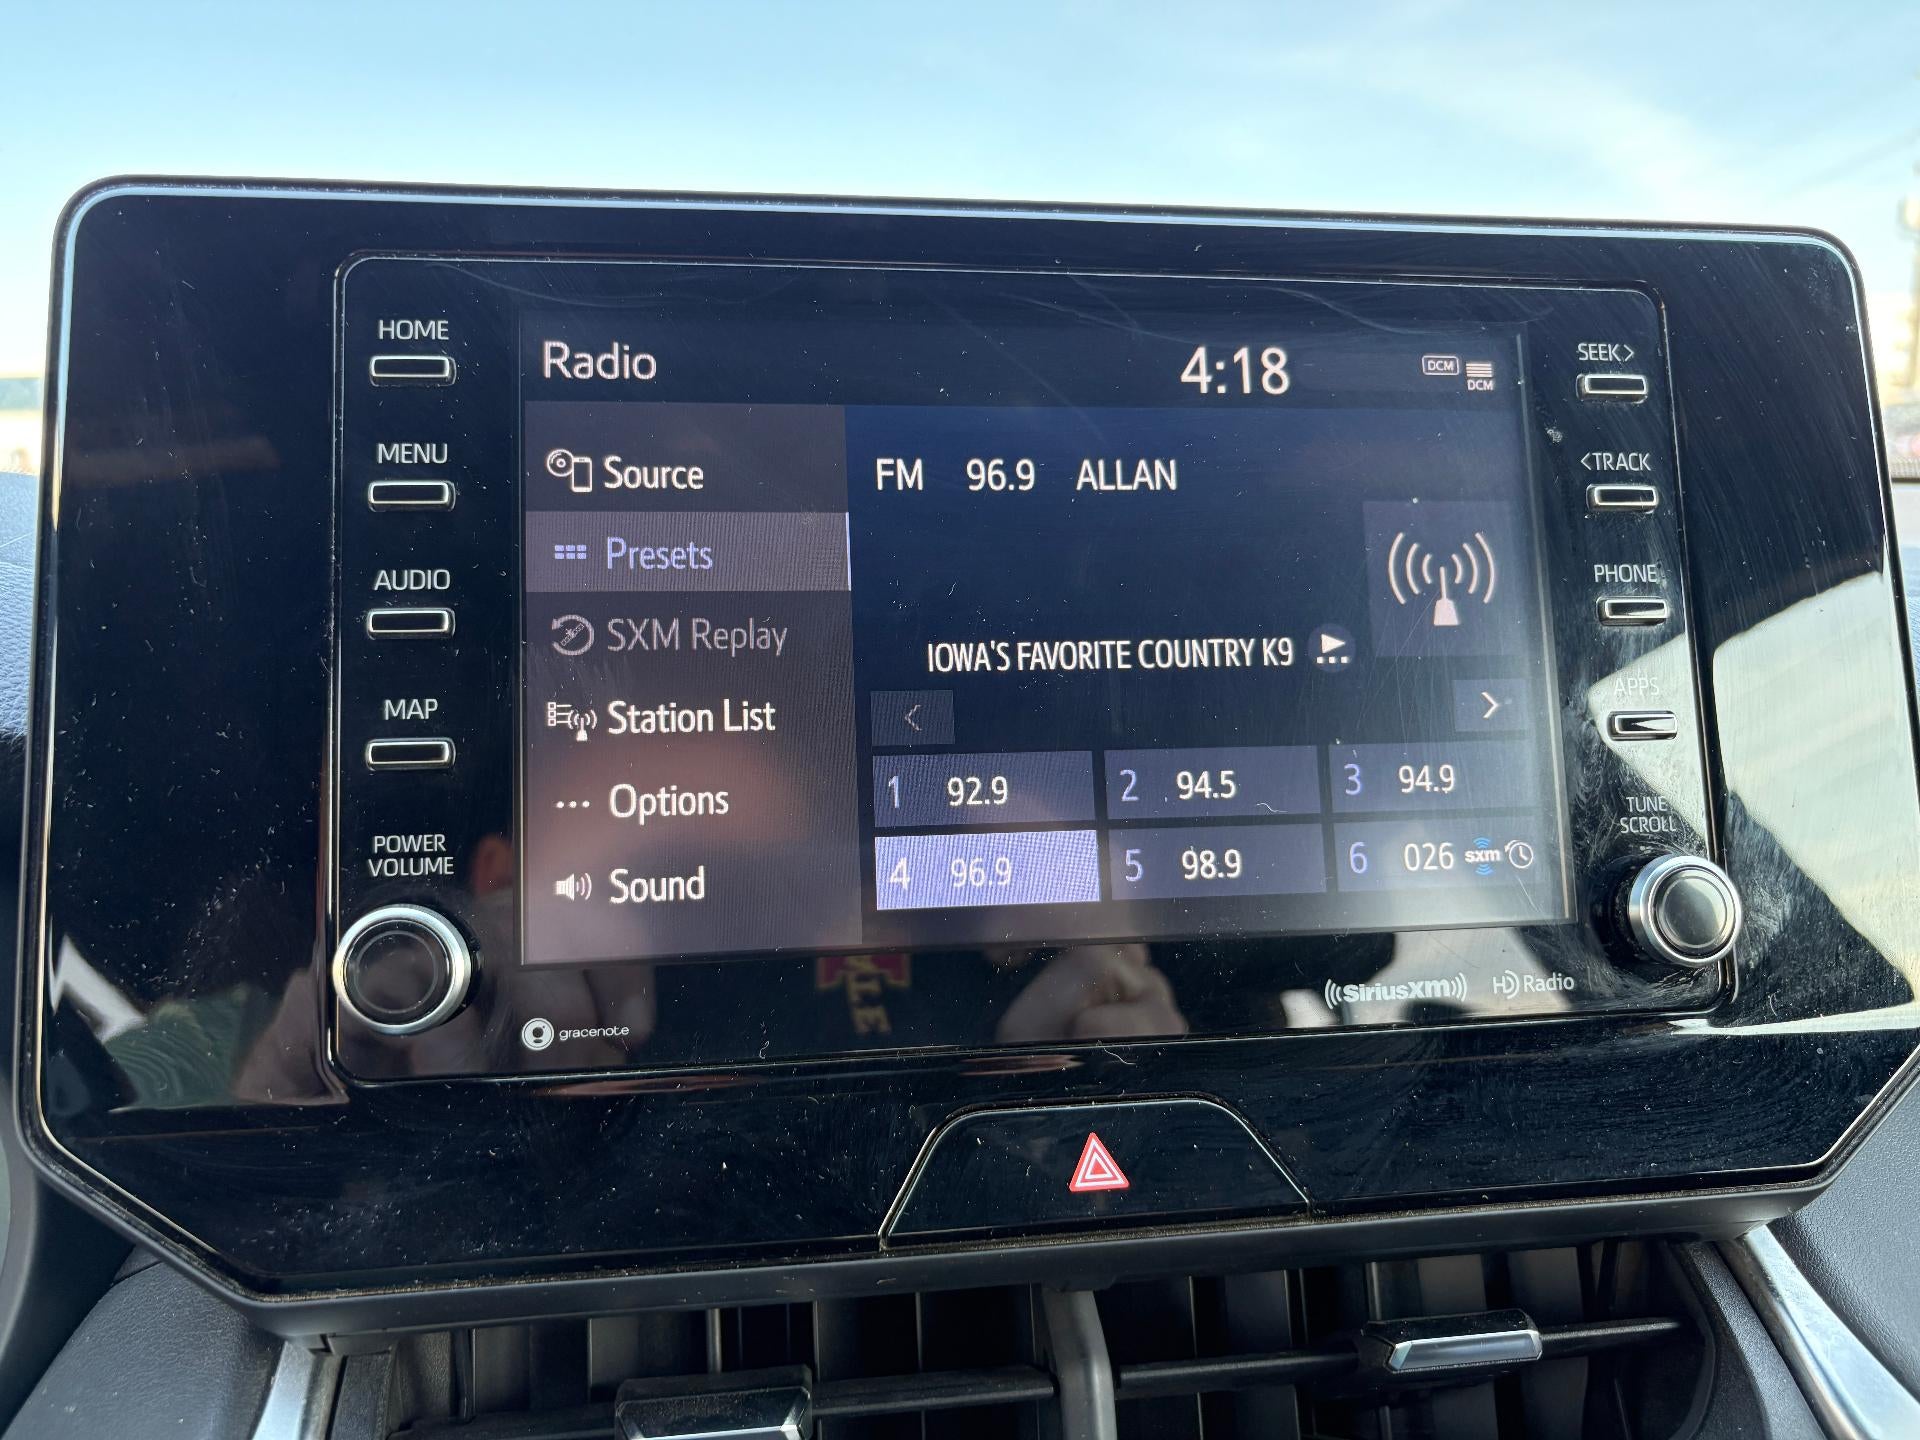 HOME
MENU
AUDIO
MAP
POWER
VOLUME
Radio
4:18
DCM
DCM
Source
Presets
SXM Replay
Station List
Options
Sound
FM 96.9 ALLAN
IOWA'S FAVORITE COUNTRY K9
1 92.9
2 94.5
3 94.9
4 96.9
5 98.9
6 026 sxm
SEEK>
<TRACK
PHONE
APPS
TUNE
SCROLL
gracenote
SiriusXM
HD Radio